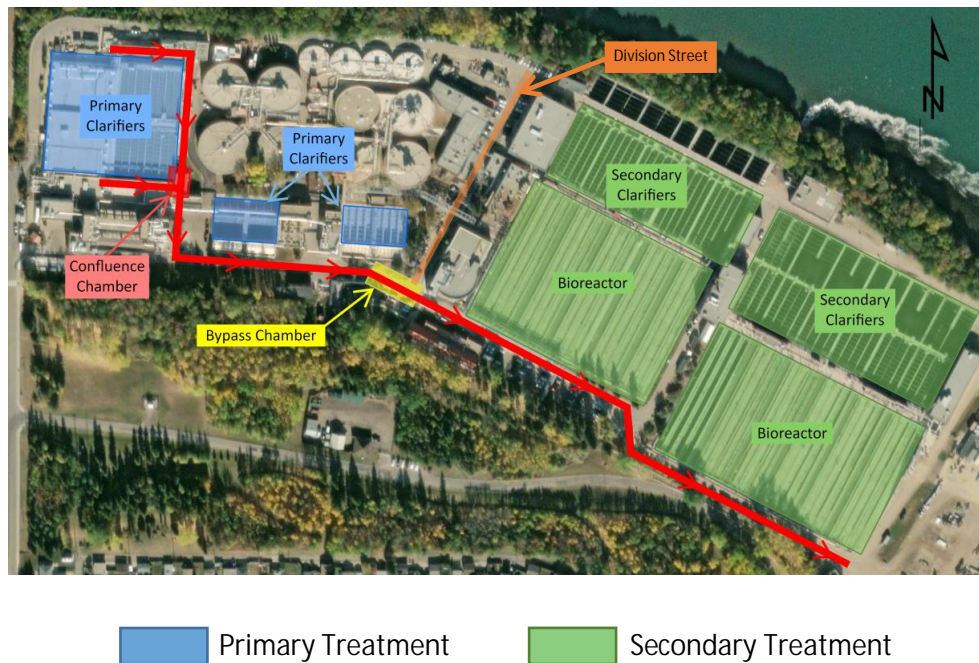 Division Street
Primary
Clarifiers
Primary
Clarifiers
N
Secondary
Clarifiers
Confluence
Chamber
Bioreactor
Secondary
Clarifiers
Bypass Chamber
Bioreactor
Primary Treatment
Secondary Treatment